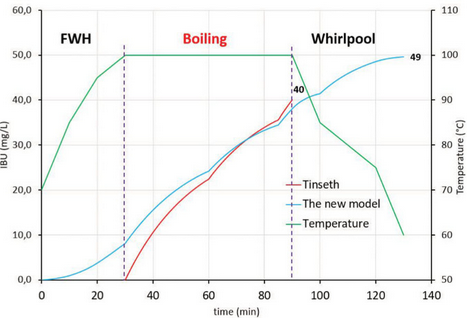 60,0
50,0
40,0
30,0
20,0
10,0
0,0
IBU (mg/L)
FWH
Boiling
Whirlpool
49
40
Tinseth
The new model
Temperature
110
100
90
80
70
60
50
Temperature (°C)
0 20 40 60 80 100 120 140
time (min)